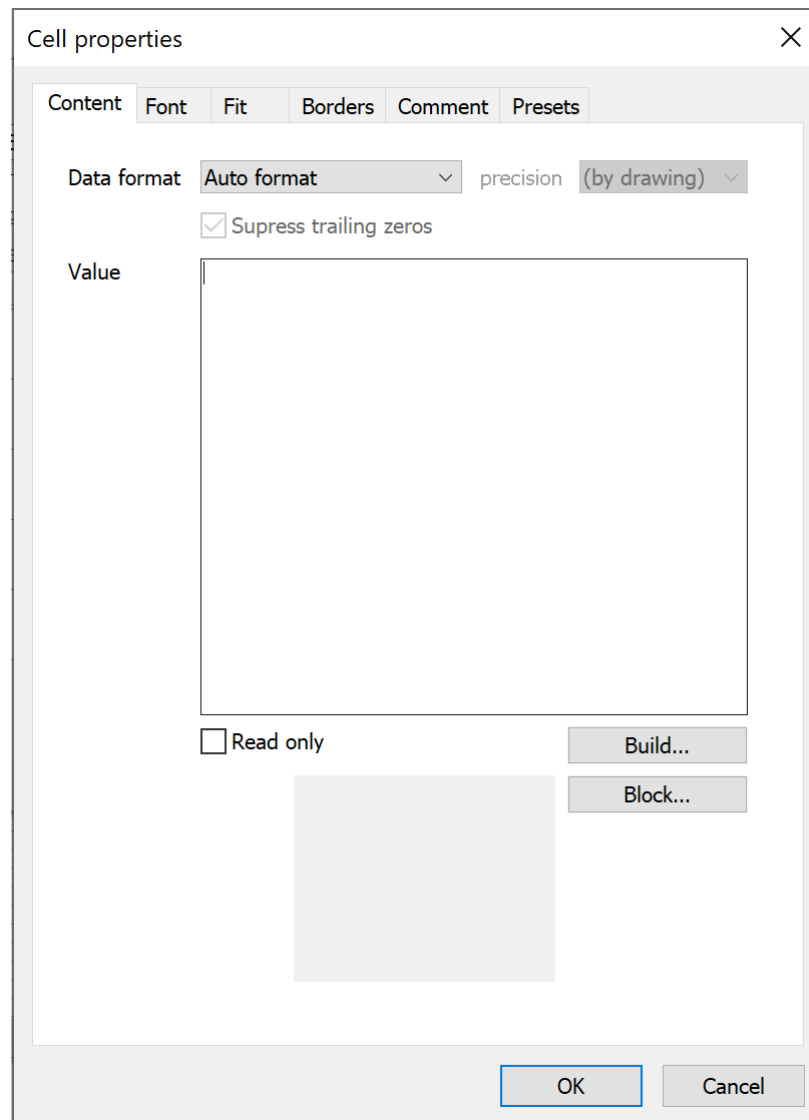 Cell properties
Content Font Fit Borders Comment Presets
Data format Auto format precision (by drawing)
Supress trailing zeros
Value
Read only Build...
Block...
OK Cancel